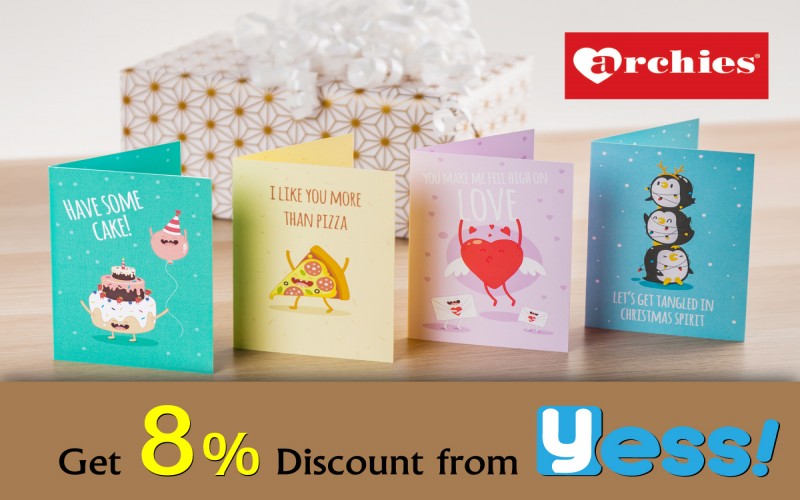 archies®
HAVE SOME
CAKE!
I LIKE YOU MORE
THAN PIZZA
YOU MAKE ME FELL HIGH ON
LOVE
LET'S GET TANGLED IN
CHRISTMAS SPIRIT
Get 8% Discount from yess!